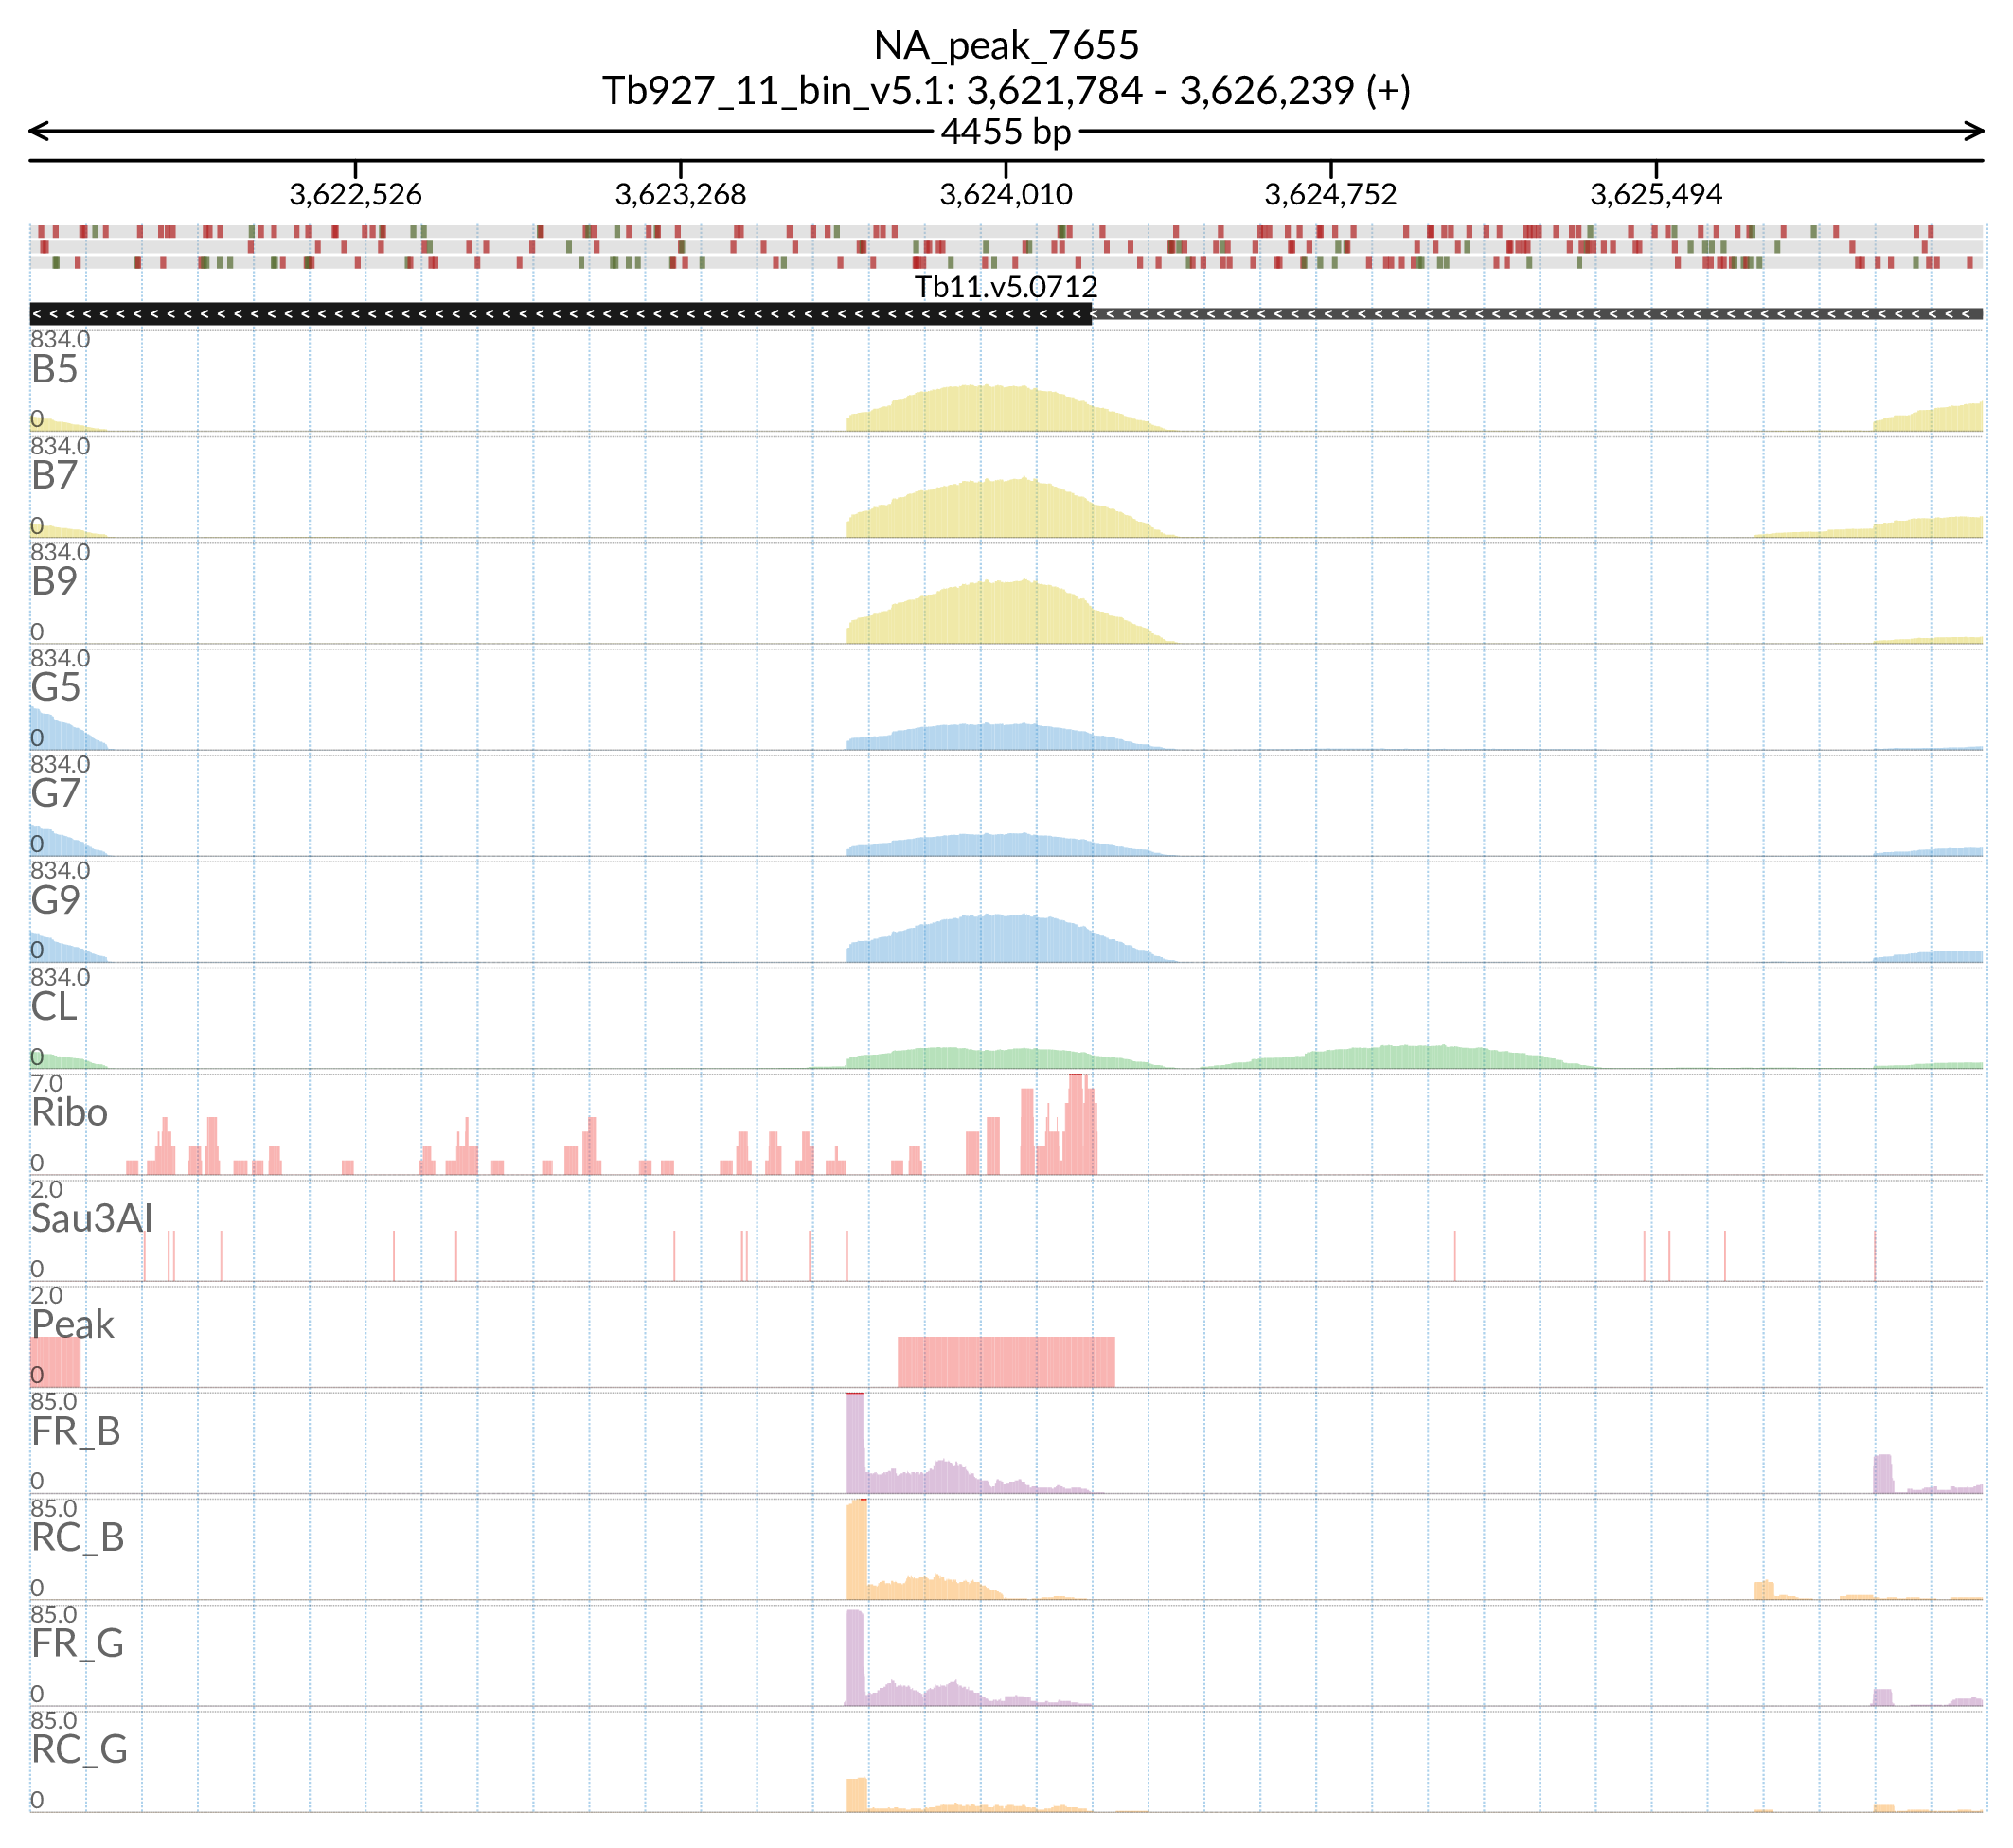 NA_peak_7655
Tb927_11_bin_v5.1: 3,621,784 - 3,626,239 (+)
4455 bp
3,622,526 3,623,268 3,624,010 3,624,752 3,625,494
Tb11.v5.0712
834.0
B5
0
834.0
B7
0
834.0
B9
0
834.0
G5
0
834.0
G7
0
834.0
G9
0
834.0
CL
0
7.0
Ribo
0
2.0
Sau3AI
0
2.0
Peak
0
85.0
FR_B
0
85.0
RC_B
0
85.0
FR_G
0
85.0
RC_G
0